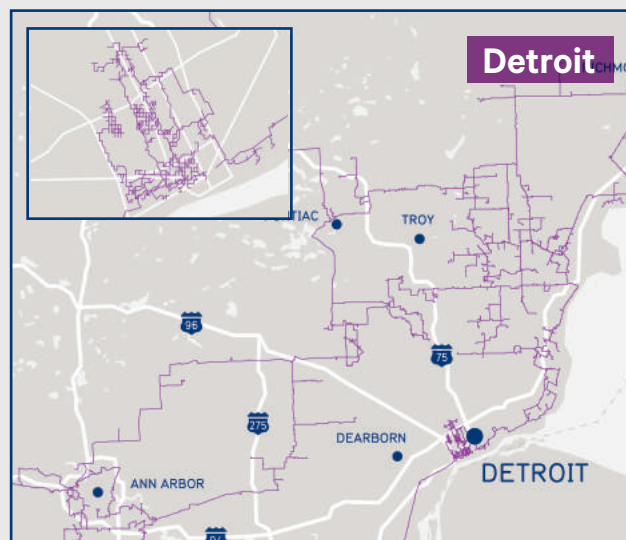 Detroit
TROY
96
75
275
DEARBORN
DETROIT
ANN ARBOR